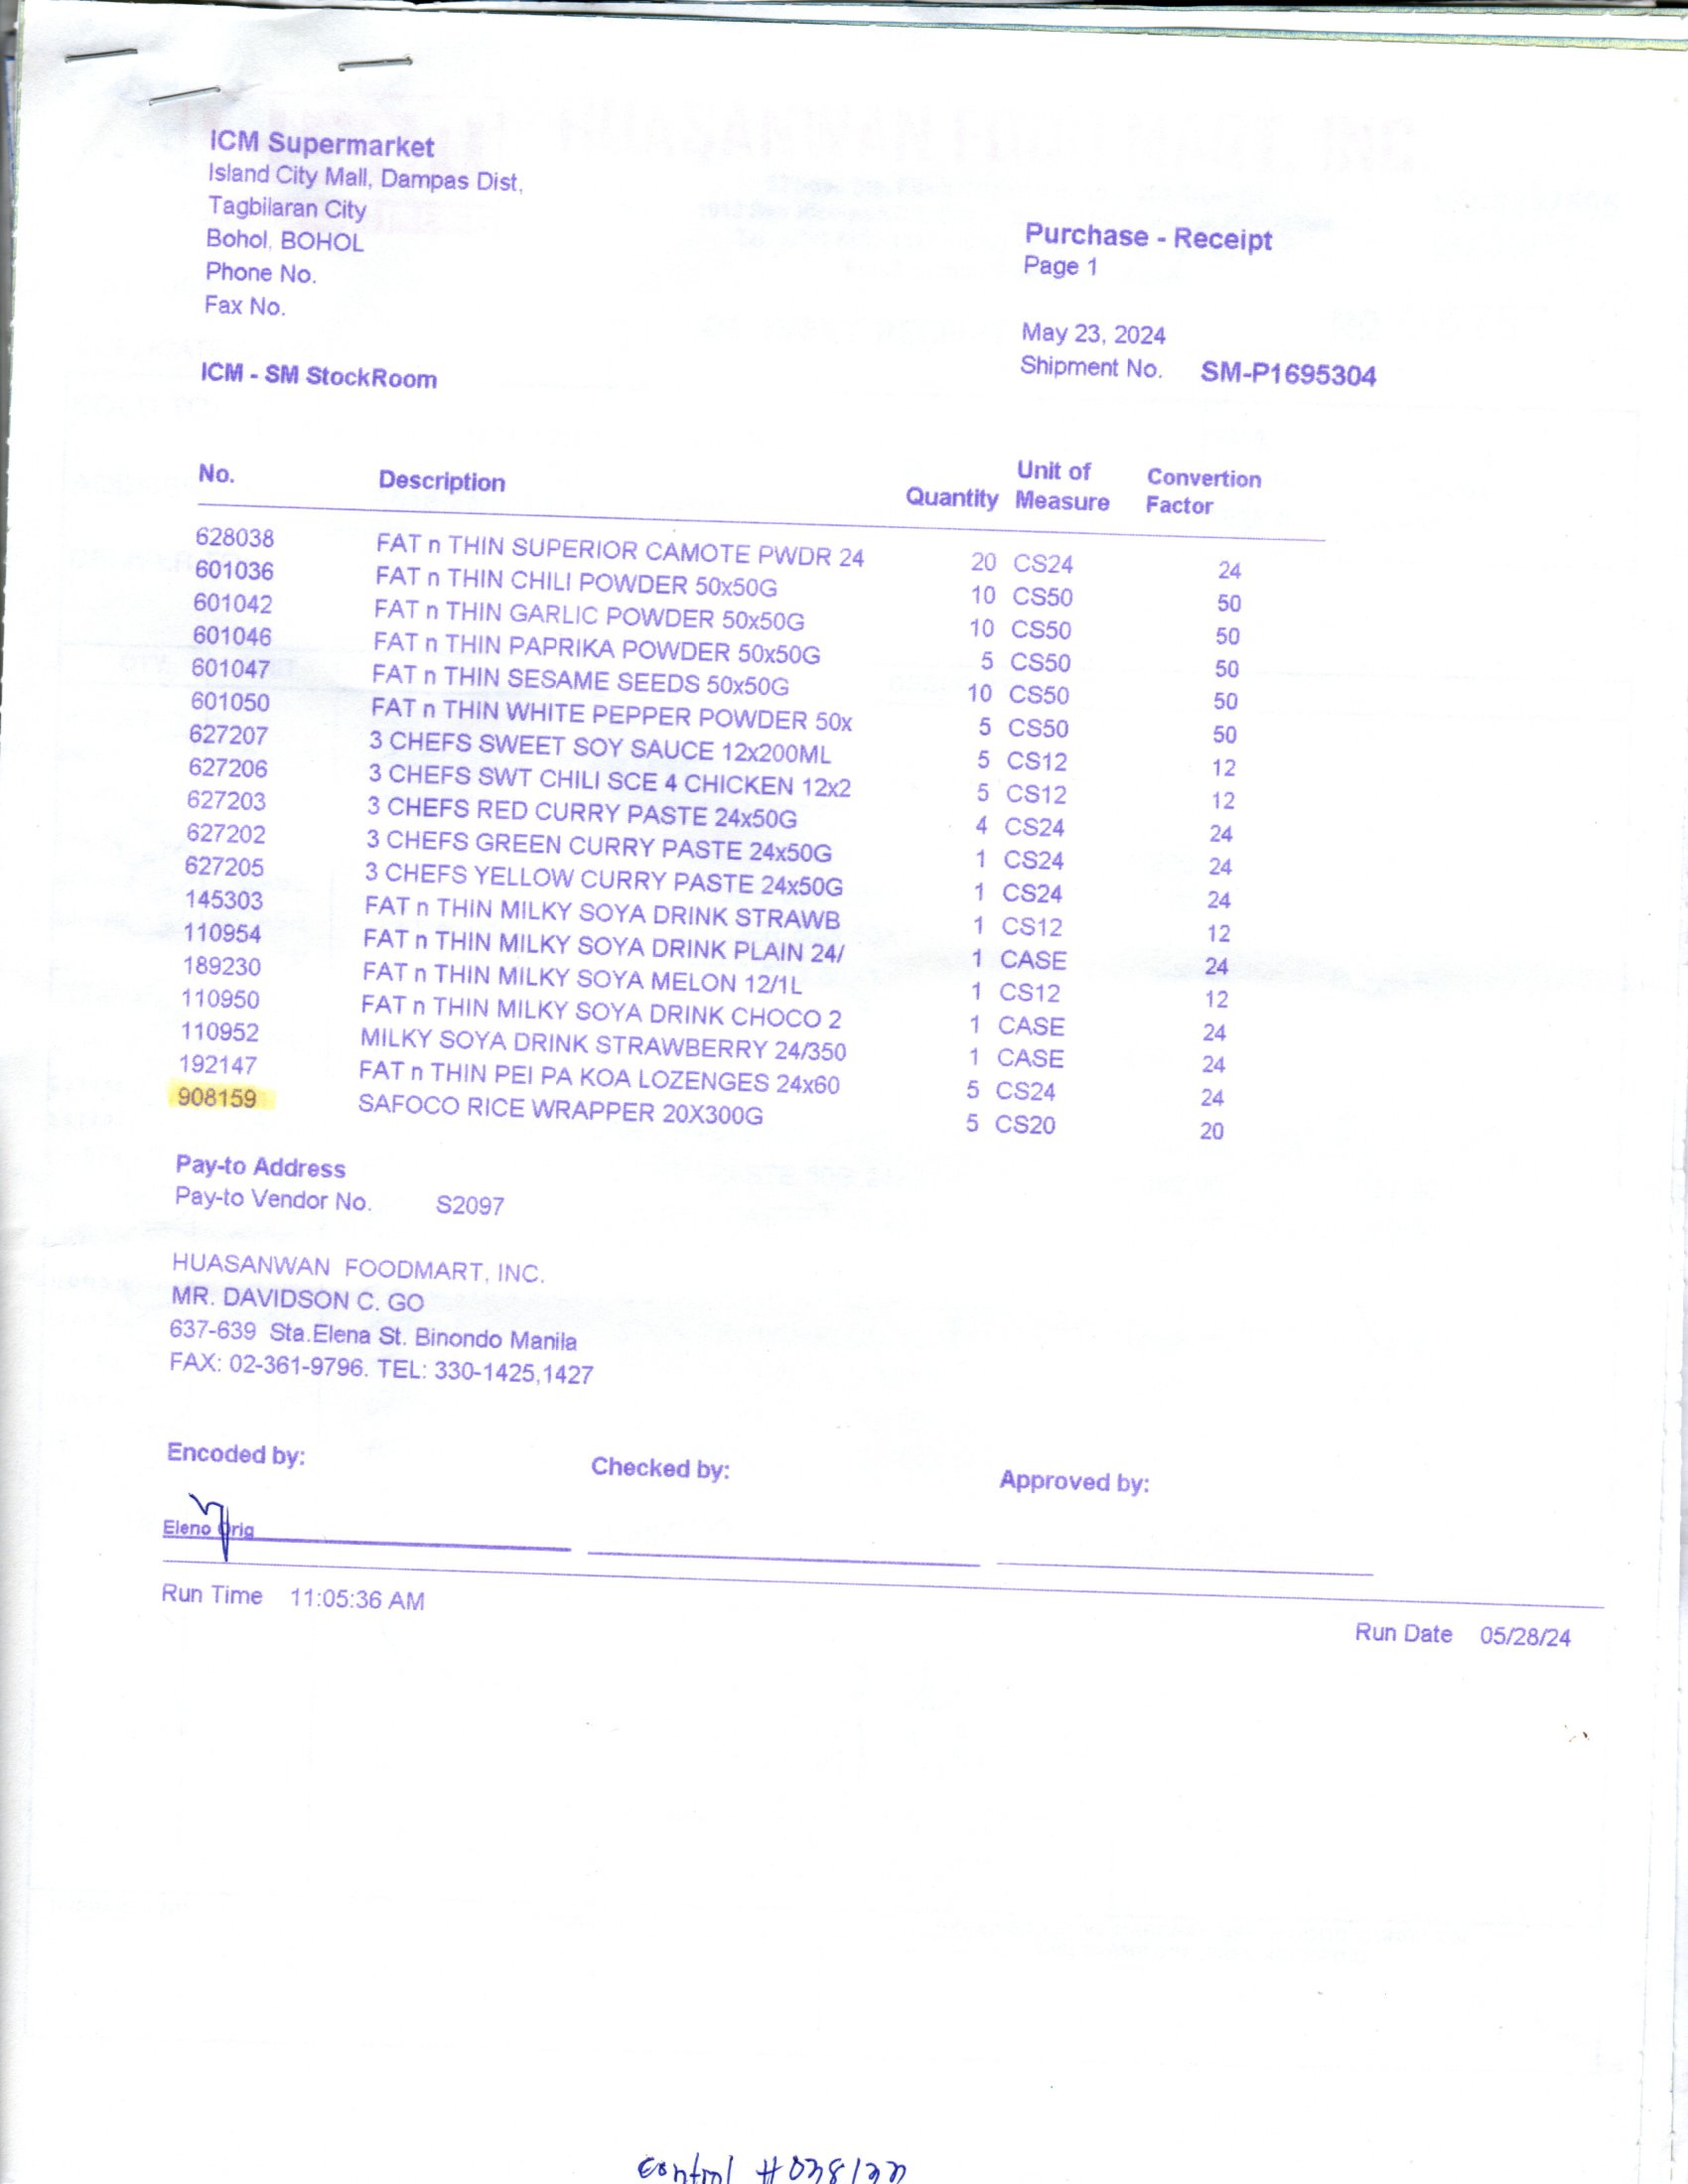 ICM Supermarket
Island City Mall, Dampas Dist,
Tagbilaran City
Bohol, BOHOL
Phone No.
Fax No.
Purchase - Receipt
Page 1
May 23, 2024
Shipment No. SM-P1695304
ICM - SM StockRoom
No. Description Quantity Unit of Measure Convertion Factor
628038 FAT n THIN SUPERIOR CAMOTE PWDR 24 20 CS24 24
601036 FAT n THIN CHILI POWDER 50x50G 10 CS50 50
601042 FAT n THIN GARLIC POWDER 50x50G 10 CS50 50
601046 FAT n THIN PAPRIKA POWDER 50x50G 5 CS50 50
601047 FAT n THIN SESAME SEEDS 50x50G 10 CS50 50
601050 FAT n THIN WHITE PEPPER POWDER 50x 5 CS50 50
627207 3 CHEFS SWEET SOY SAUCE 12x200ML 5 CS12 12
627206 3 CHEFS SWT CHILI SCE 4 CHICKEN 12x2 5 CS12 12
627203 3 CHEFS RED CURRY PASTE 24x50G 4 CS24 24
627202 3 CHEFS GREEN CURRY PASTE 24x50G 1 CS24 24
627205 3 CHEFS YELLOW CURRY PASTE 24x50G 1 CS24 24
145303 FAT n THIN MILKY SOYA DRINK STRAWB 1 CS12 12
110954 FAT n THIN MILKY SOYA DRINK PLAIN 24/ 1 CASE 24
189230 FAT n THIN MILKY SOYA MELON 12/1L 1 CS12 12
110950 FAT n THIN MILKY SOYA DRINK CHOCO 2 1 CASE 24
110952 MILKY SOYA DRINK STRAWBERRY 24/350 1 CASE 24
192147 FAT n THIN PEI PA KOA LOZENGES 24x60 5 CS24 24
908159 SAFOCO RICE WRAPPER 20X300G 5 CS20 20
Pay-to Address
Pay-to Vendor No. S2097
HUASANWAN FOODMART, INC.
MR. DAVIDSON C. GO
637-639 Sta.Elena St. Binondo Manila
FAX: 02-361-9796. TEL: 330-1425,1427
Encoded by: Checked by: Approved by:
Eleno Orig
Run Time 11:05:36 AM
Run Date 05/28/24
control